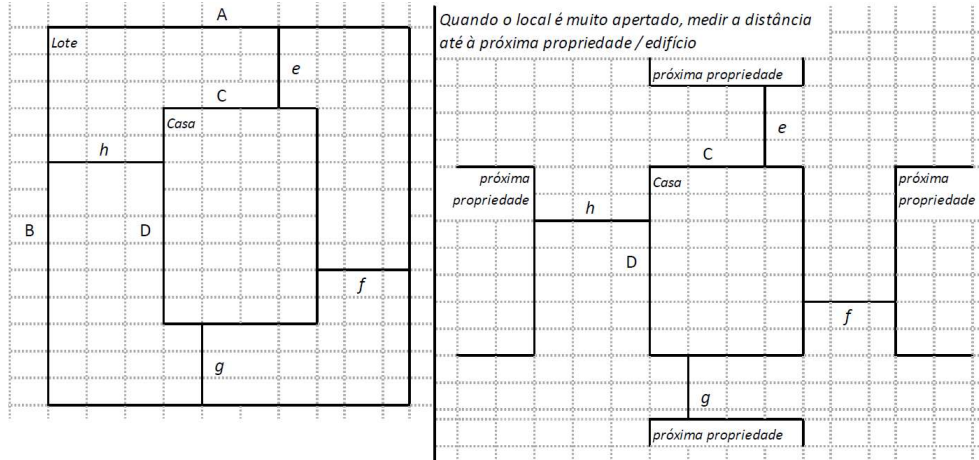 A
Lote
e
C
Casa
h
B
D
f
g
Quando o local é muito apertado, medir a distância
até à próxima propriedade / edifício
próxima propriedade
e
C
próxima
propriedade
Casa
próxima
propriedade
h
D
f
g
próxima propriedade